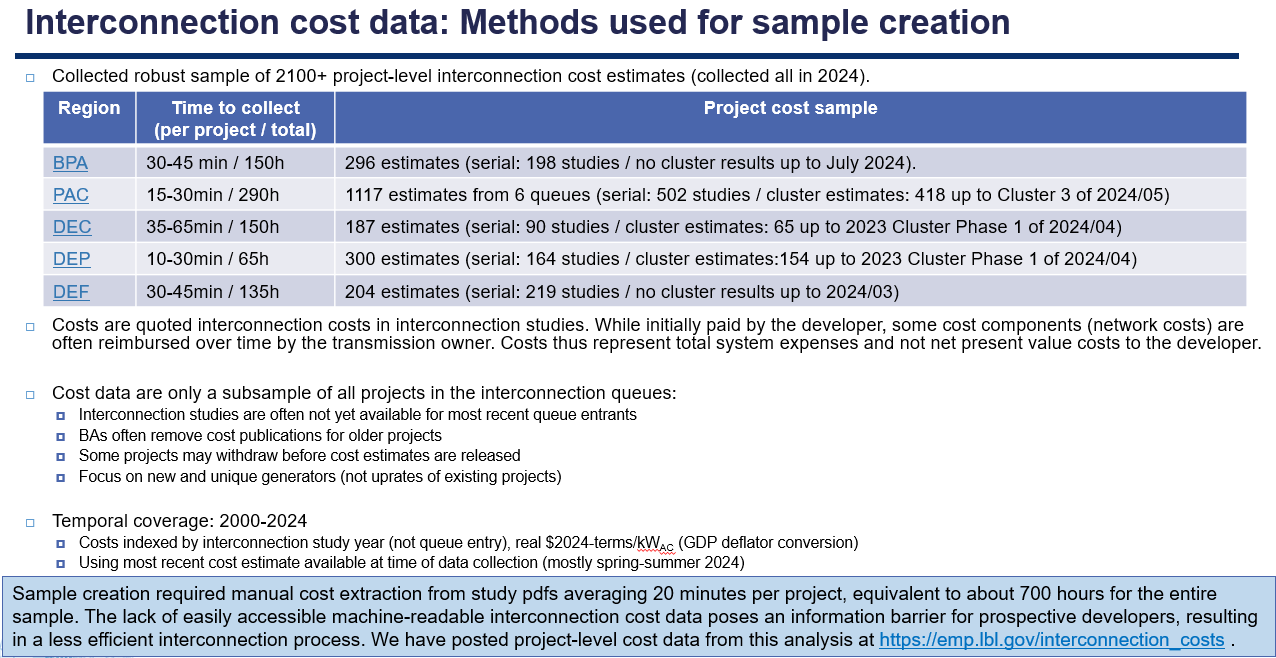 Interconnection cost data: Methods used for sample creation
Collected robust sample of 2100+ project-level interconnection cost estimates (collected all in 2024).
Region
Time to collect
(per project / total)
Project cost sample
BPA
30-45 min / 150h
296 estimates (serial: 198 studies / no cluster results up to July 2024).
PAC
15-30min / 290h
1117 estimates from 6 queues (serial: 502 studies / cluster estimates: 418 up to Cluster 3 of 2024/05)
DEC
35-65min / 150h
187 estimates (serial: 90 studies / cluster estimates: 65 up to 2023 Cluster Phase 1 of 2024/04)
DEP
10-30min / 65h
300 estimates (serial: 164 studies / cluster estimates:154 up to 2023 Cluster Phase 1 of 2024/04)
DEF
30-45min / 135h
204 estimates (serial: 219 studies / no cluster results up to 2024/03)
Costs are quoted interconnection costs in interconnection studies. While initially paid by the developer, some cost components (network costs) are
often reimbursed over time by the transmission owner. Costs thus represent total system expenses and not net present value costs to the developer.
Cost data are only a subsample of all projects in the interconnection queues:
Interconnection studies are often not yet available for most recent queue entrants
BAs often remove cost publications for older projects
Some projects may withdraw before cost estimates are released
Focus on new and unique generators (not uprates of existing projects)
Temporal coverage: 2000-2024
Costs indexed by interconnection study year (not queue entry), real $2024-terms/kWAC (GDP deflator conversion)
Using most recent cost estimate available at time of data collection (mostly spring-summer 2024)
Sample creation required manual cost extraction from study pdfs averaging 20 minutes per project, equivalent to about 700 hours for the entire
sample. The lack of easily accessible machine-readable interconnection cost data poses an information barrier for prospective developers, resulting
in a less efficient interconnection process. We have posted project-level cost data from this analysis at https://emp.lbl.gov/interconnection_costs .